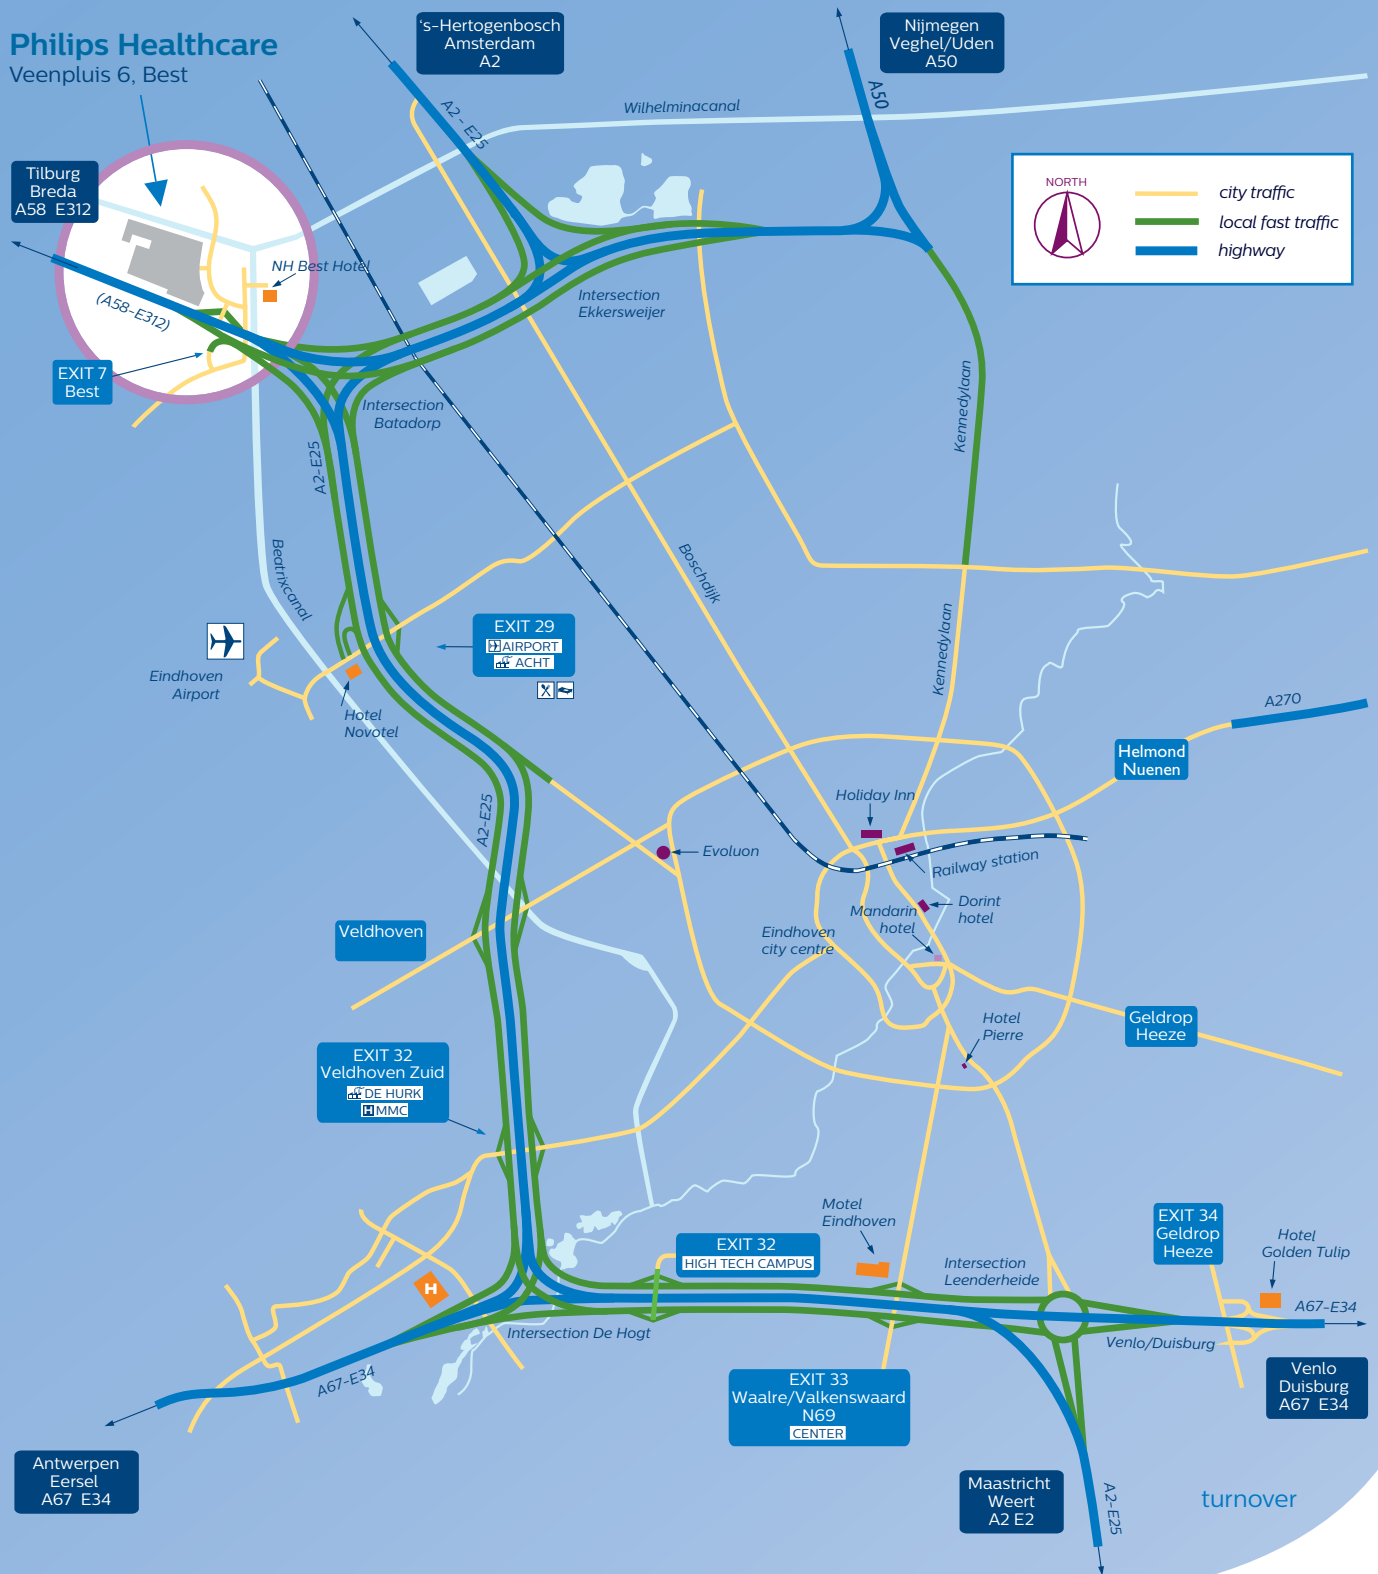 Philips Healthcare
Veenpluis 6, Best
's-Hertogenbosch
Amsterdam
A2
Nijmegen
Veghel/Uden
A50
A50
A2 - E25
Wilhelminacanal
Tilburg
Breda
A58 E312
NORTH
city traffic
local fast traffic
highway
NH Best Hotel
(A58-E312)
Intersection
Ekkersweijer
EXIT 7
Best
Intersection
Batadorp
Kennedylaan
A2-E25
Beatrixcanal
Boschdijk
EXIT 29
AIRPORT
ACHT
Eindhoven
Airport
Hotel
Novotel
Kennedylaan
A270
Helmond
Nuenen
A2-E25
Holiday Inn
Evoluon
Railway station
Veldhoven
Mandarin
hotel
Dorint
hotel
Eindhoven
city centre
Hotel
Pierre
Geldrop
Heeze
EXIT 32
Veldhoven Zuid
DE HURK
H MMC
Motel
Eindhoven
EXIT 32
HIGH TECH CAMPUS
Intersection
Leenderheide
EXIT 34
Geldrop
Heeze
Hotel
Golden Tulip
H
A67-E34
Intersection De Hogt
Venlo/Duisburg
A67-E34
EXIT 33
Waalre/Valkenswaard
N69
CENTER
Venlo
Duisburg
A67 E34
Antwerpen
Eersel
A67 E34
Maastricht
Weert
A2 E2
A2-E25
turnover